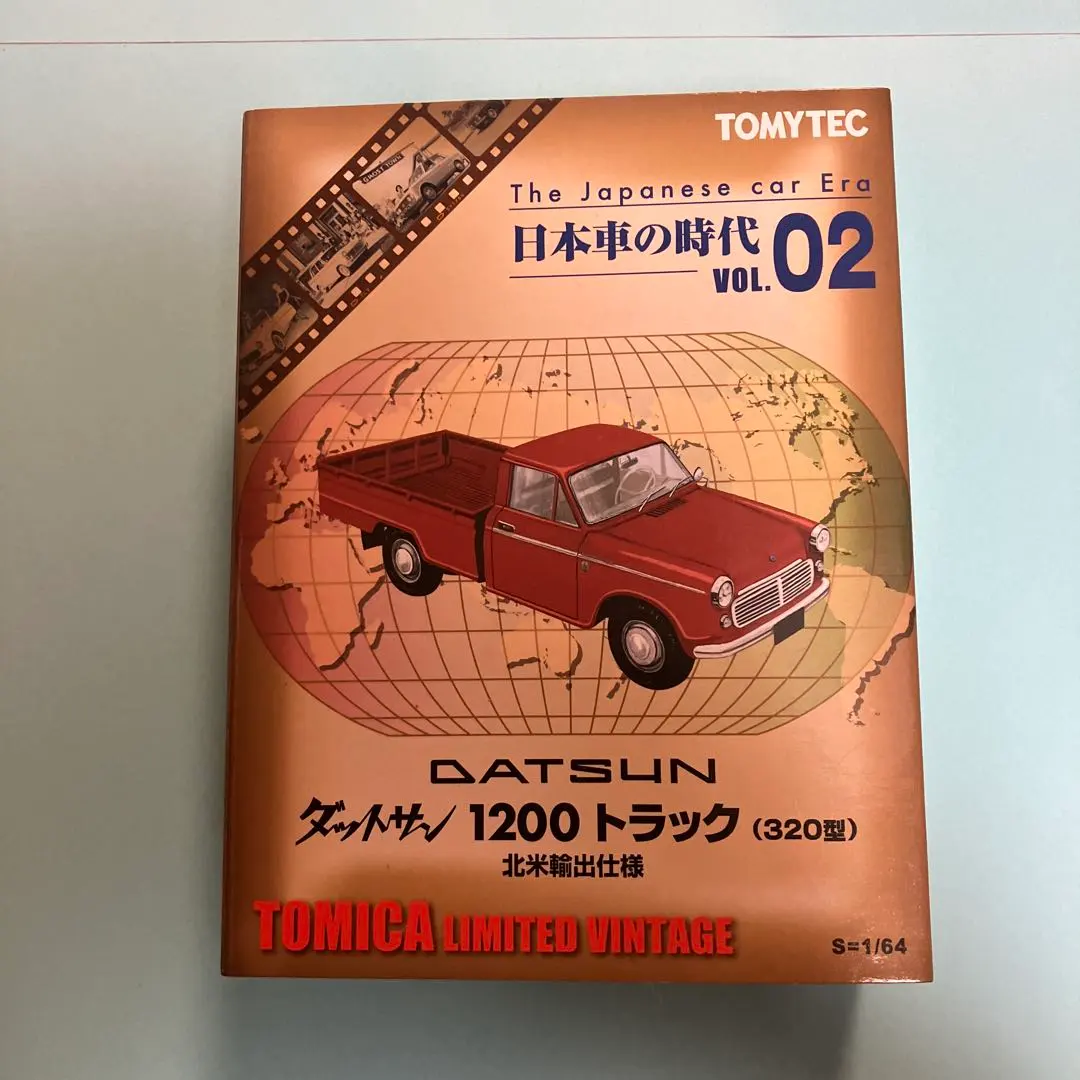 TOMYTEC
GHOST TOWN
The Japanese car Era
日本車の時代
VOL.02
DATSUN
ダットサン 1200 トラック (320型)
北米輸出仕様
TOMICA LIMITED VINTAGE
S=1/64